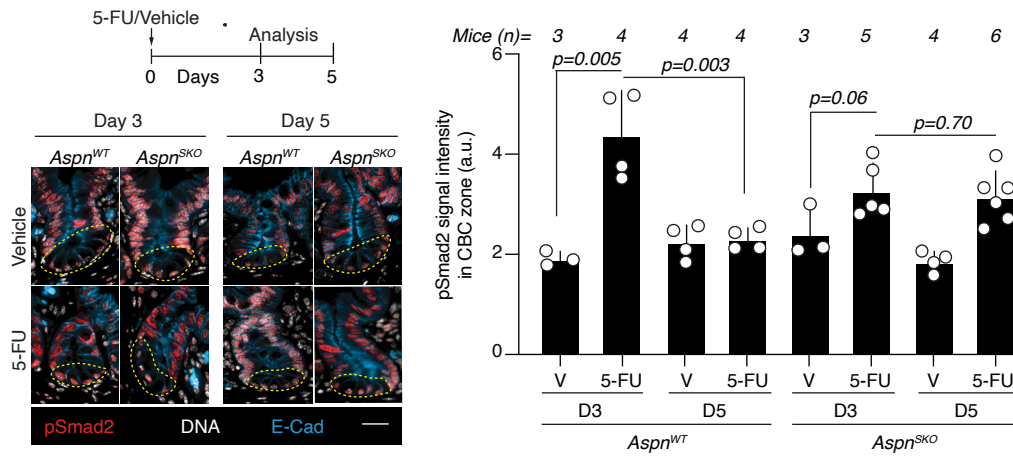 5-FU/Vehicle
Analysis
0 Days 3 5
Day 3 Day 5
Aspn^WT Aspn^SKO Aspn^WT Aspn^SKO
Vehicle
5-FU
pSmad2 DNA E-Cad
Mice (n)= 3 4 4 4 3 5 4 6
p=0.005 p=0.003 p=0.06 p=0.70
pSmad2 signal intensity
in CBC zone (a.u.)
6
4
2
0
V 5-FU V 5-FU V 5-FU V 5-FU
D3 D5 D3 D5
Aspn^WT Aspn^SKO